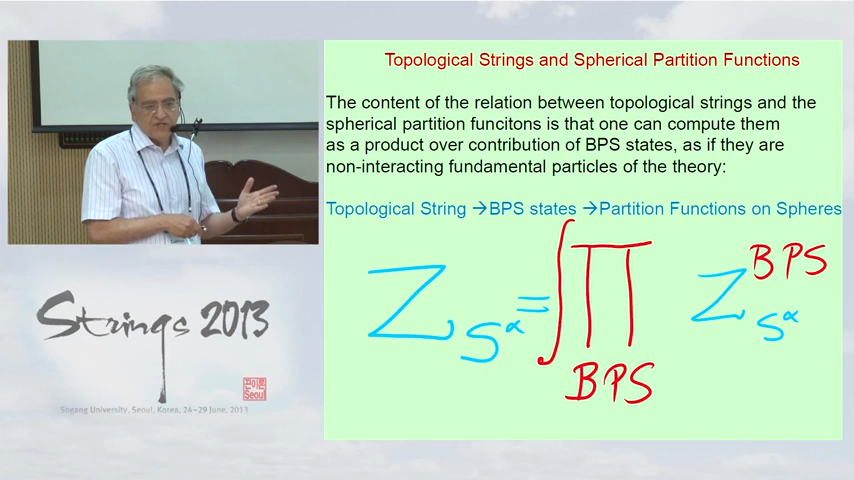 Topological Strings and Spherical Partition Functions
The content of the relation between topological strings and the
spherical partition funcitons is that one can compute them
as a product over contribution of BPS states, as if they are
non-interacting fundamental particles of the theory:
Topological String →BPS states →Partition Functions on Spheres
Z_{S^α} = ∫ ∏_{BPS} Z^{BPS}_{S^α}
Strings 2013
Sogang University, Seoul, Korea, 24-29 June, 2013
Seoul